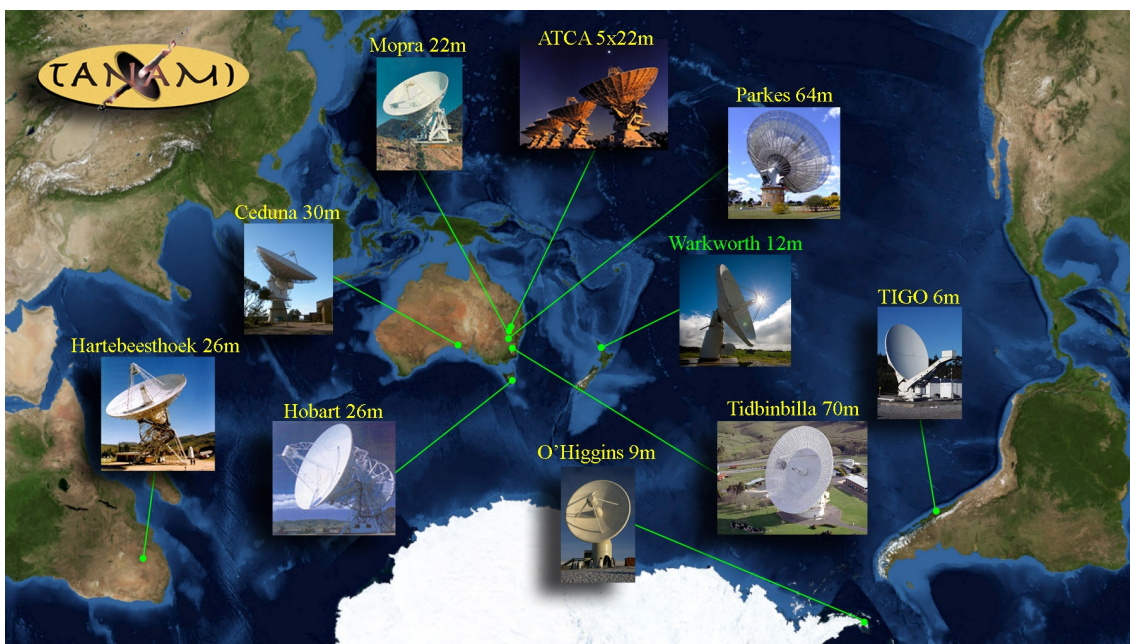 TANAMI
Mopra 22m
ATCA 5x22m
Parkes 64m
Ceduna 30m
Warkworth 12m
TIGO 6m
Hartebeesthoek 26m
Hobart 26m
O'Higgins 9m
Tidbinbilla 70m